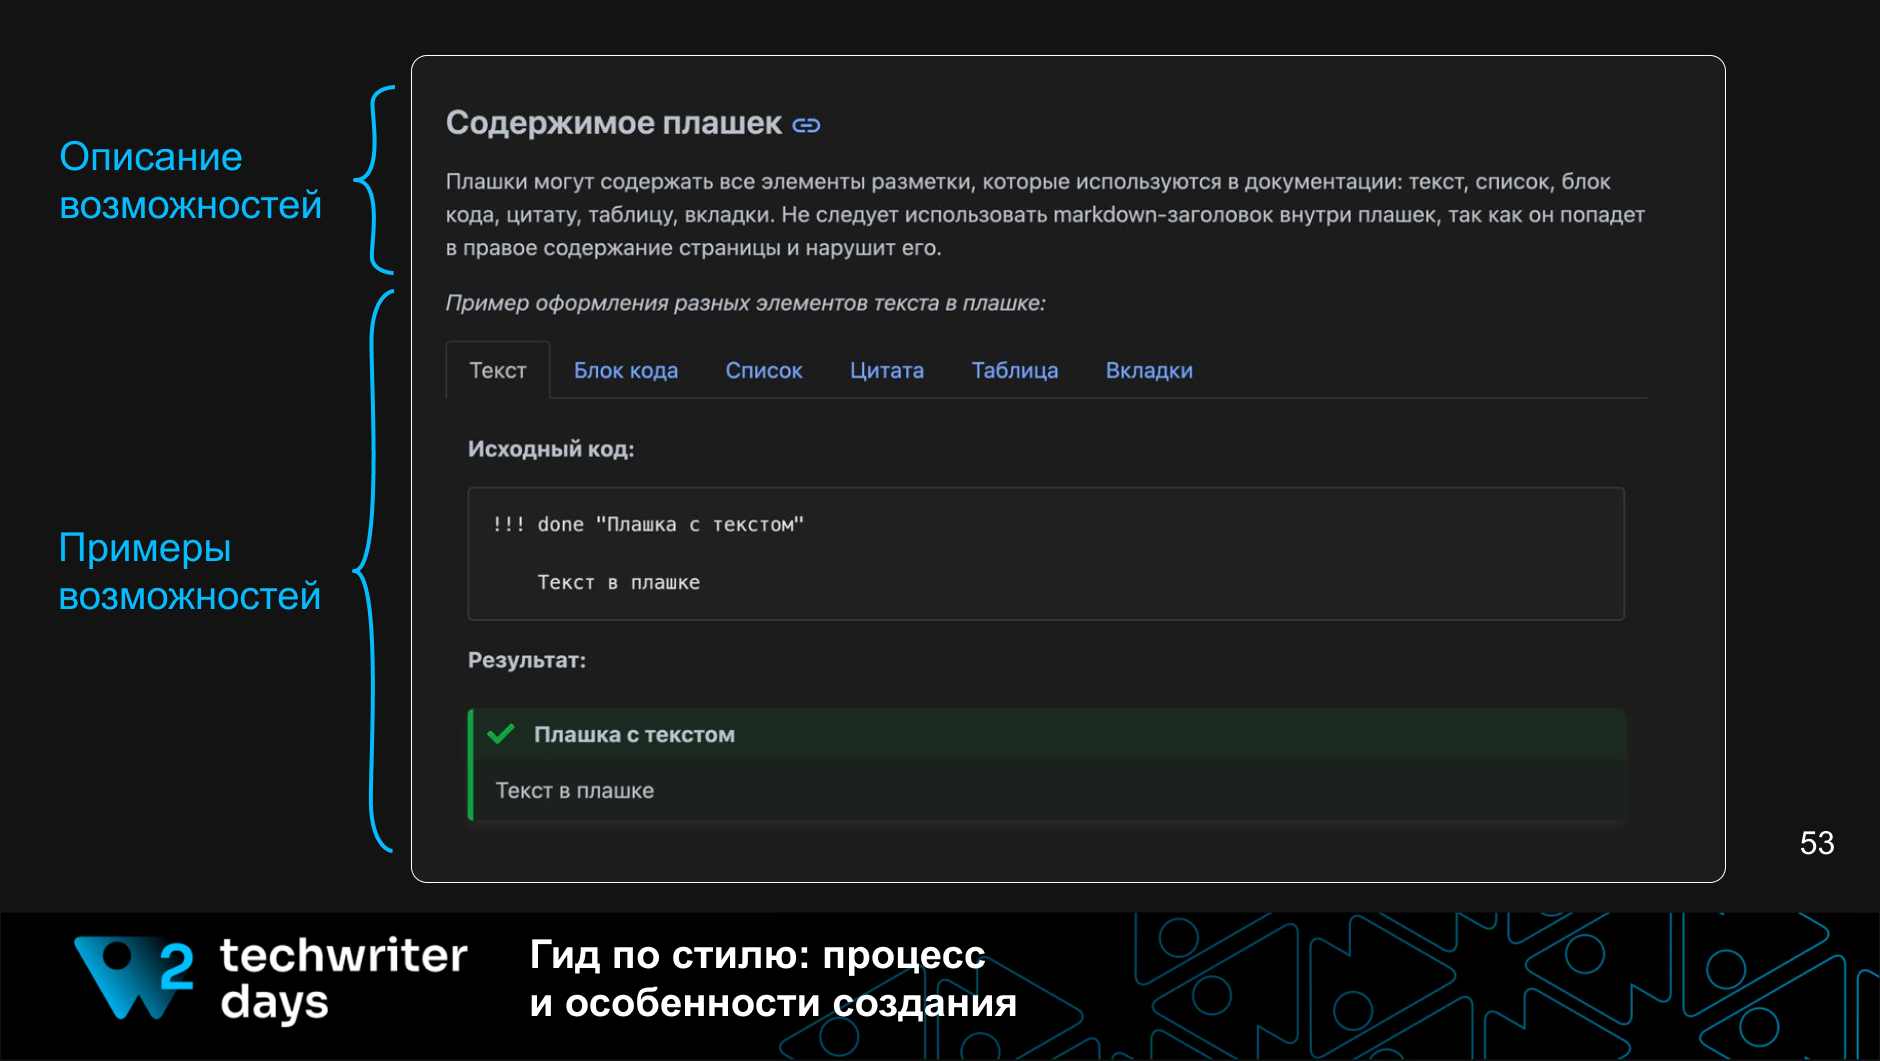 Описание
возможностей
Содержимое плашек
Плашки могут содержать все элементы разметки, которые используются в документации: текст, список, блок
кода, цитату, таблицу, вкладки. Не следует использовать markdown-заголовок внутри плашек, так как он попадет
в правое содержание страницы и нарушит его.
Пример оформления разных элементов текста в плашке:
Текст Блок кода Список Цитата Таблица Вкладки
Примеры
возможностей
Исходный код:
!!! done "Плашка с текстом"
Текст в плашке
Результат:
Плашка с текстом
Текст в плашке
53
2 techwriter
days
Гид по стилю: процесс
и особенности создания